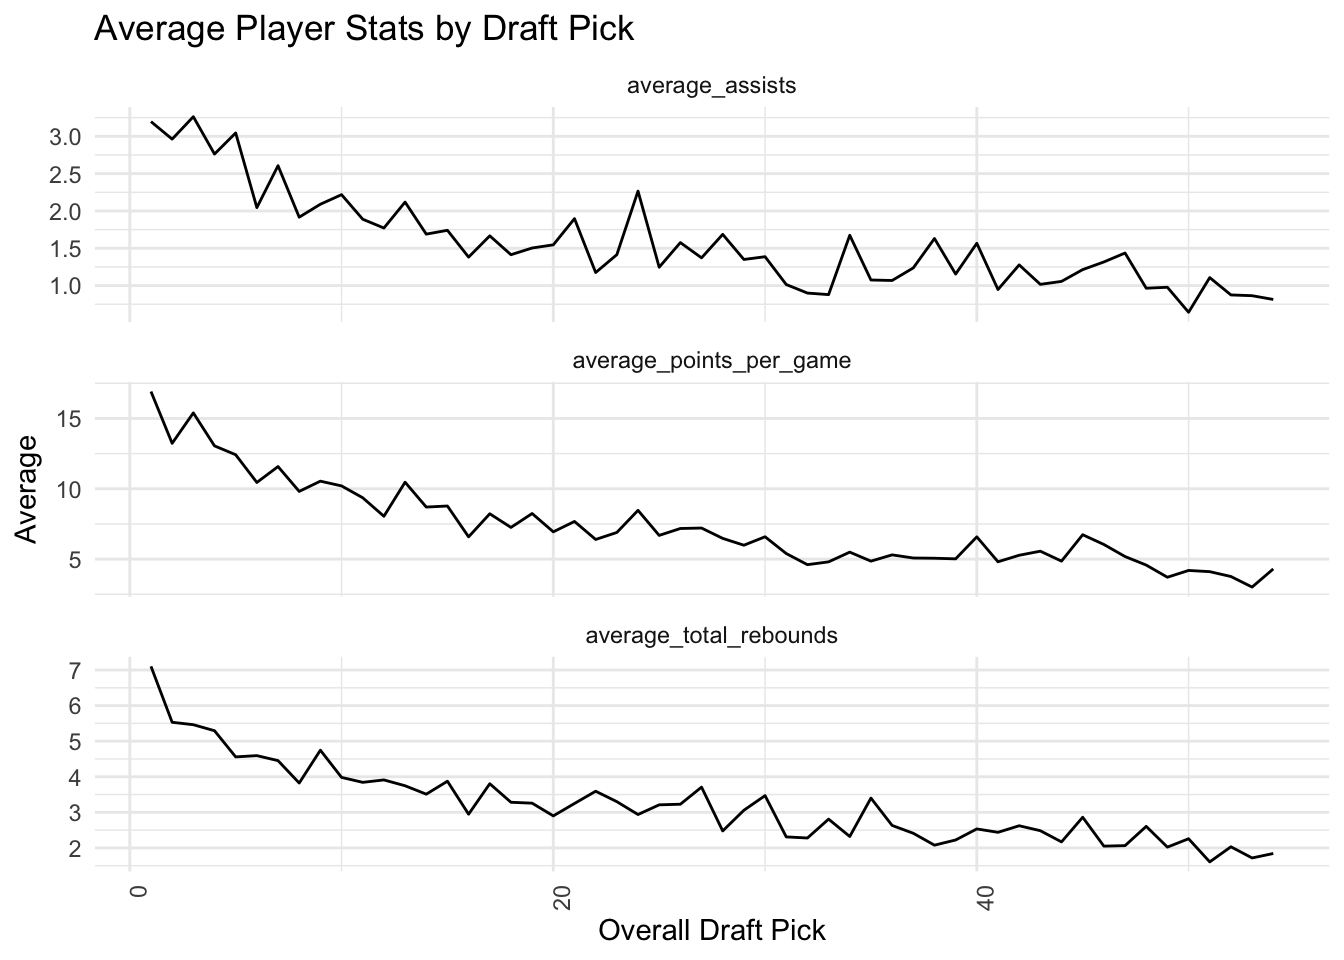 Average Player Stats by Draft Pick
average_assists
3.0
2.5
2.0
1.5
1.0
average_points_per_game
15
10
5
Average
average_total_rebounds
7
6
5
4
3
2
0
20
40
Overall Draft Pick